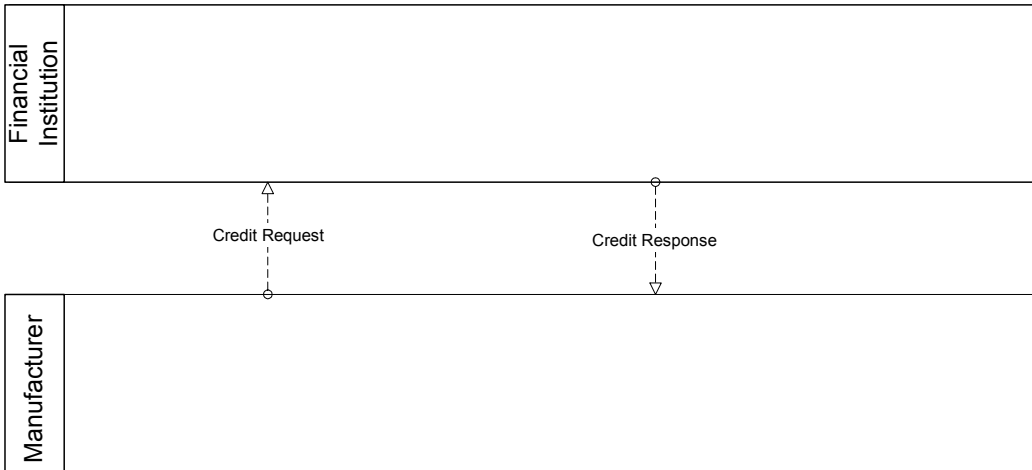 Financial
Institution
Credit Request
Credit Response
Manufacturer